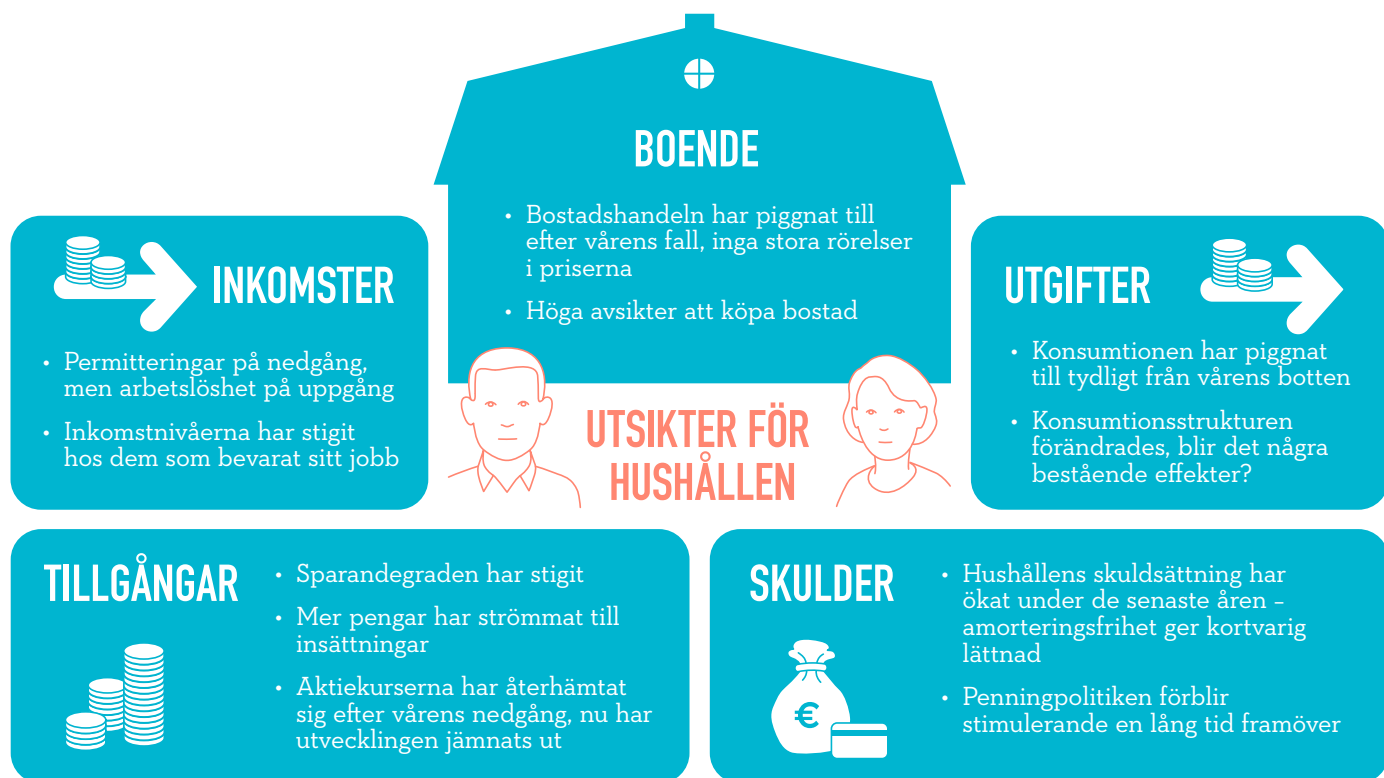 BOENDE
• Bostadshandeln har piggnat till
efter vårens fall, inga stora rörelser
i priserna
• Höga avsikter att köpa bostad
INKOMSTER
• Permitteringar på nedgång,
men arbetslöshet på uppgång
• Inkomstnivåerna har stigit
hos dem som bevarat sitt jobb
UTSIKTER FÖR
HUSHÅLLEN
UTGIFTER
• Konsumtionen har piggnat
till tydligt från vårens botten
• Konsumtionsstrukturen
förändrades, blir det några
bestående effekter?
TILLGÅNGAR
• Sparandegraden har stigit
• Mer pengar har strömmat till
insättningar
• Aktiekurserna har återhämtat
sig efter vårens nedgång, nu har
utvecklingen jämnats ut
SKULDER
€
• Hushållens skuldsättning har
ökat under de senaste åren –
amorteringsfrihet ger kortvarig
lättnad
• Penningpolitiken förblir
stimulerande en lång tid framöver